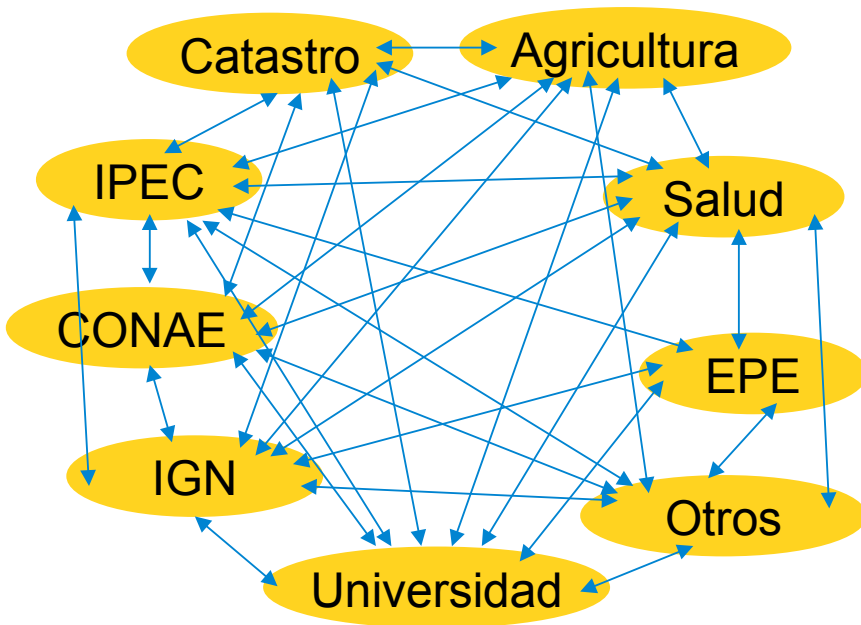 Catastro
Agricultura
IPEC
Salud
CONAE
EPE
IGN
Otros
Universidad